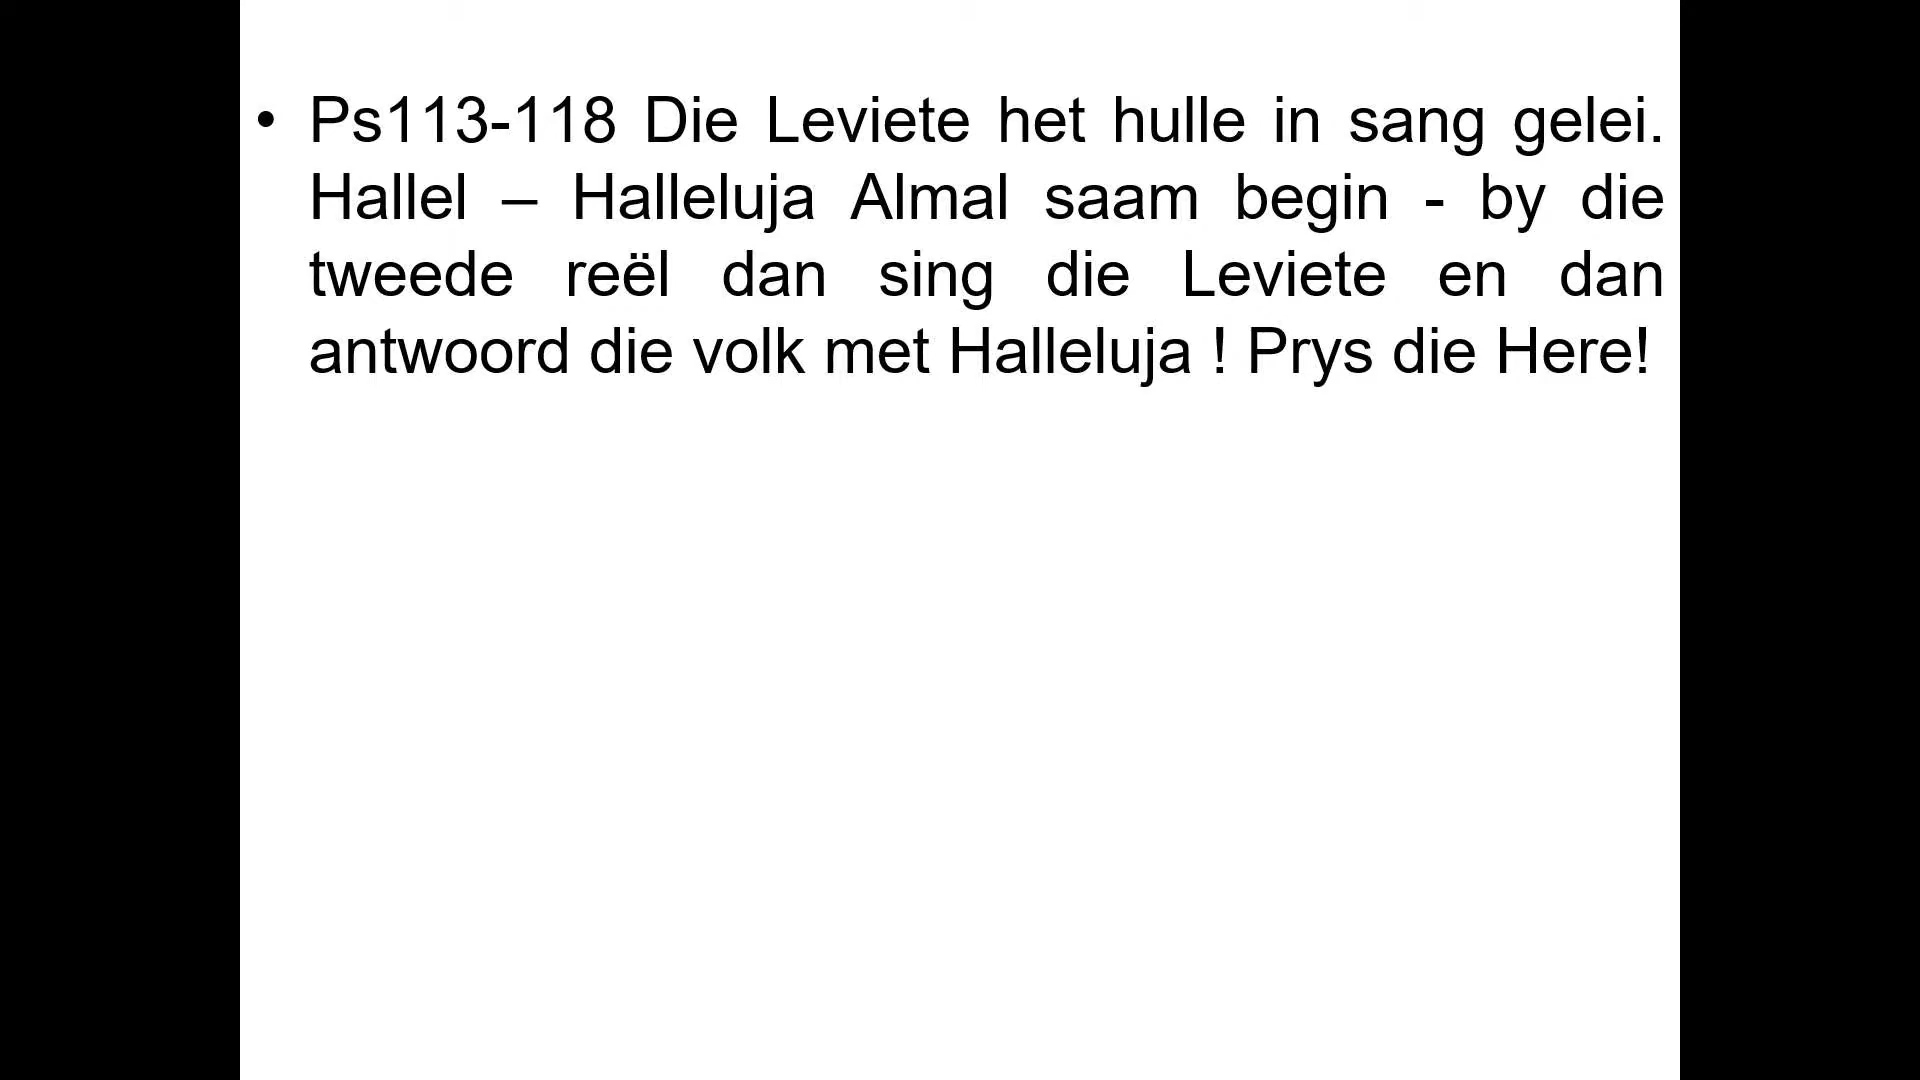 • Ps113-118 Die Leviete het hulle in sang gelei.
Hallel – Halleluja Almal saam begin - by die
tweede reël dan sing die Leviete en dan
antwoord die volk met Halleluja ! Prys die Here!